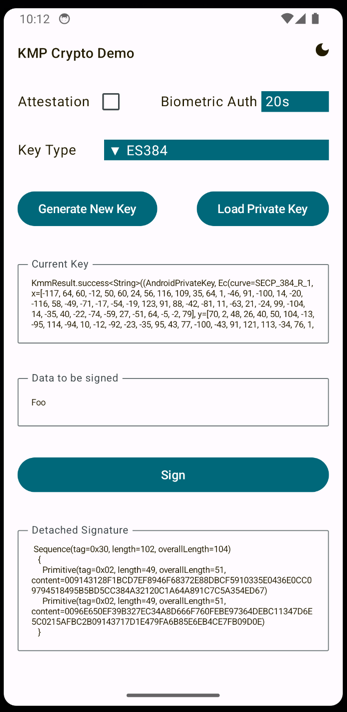 10:12
KMP Crypto Demo
Attestation Biometric Auth 20s
Key Type ▼ ES384
Generate New Key Load Private Key
Current Key
KmmResult.success<String>((AndroidPrivateKey, Ec(curve=SECP_384_R_1,
x=[-117, 64, 60, -12, 50, 60, 24, 56, 116, 109, 35, 64, 1, -46, 91, -100, 14, -20,
-116, 58, -49, -71, -17, -54, -19, 123, 91, 88, -42, -81, 11, -63, 21, -24, 99, -104,
14, -35, 40, -22, -74, -59, 27, -51, 64, -5, -2, 79], y=[70, 2, 48, 26, 40, 50, 104, -13,
-95, 114, -94, 10, -12, -92, -23, -35, 95, 43, 77, -100, -43, 91, 121, 113, -34, 76, 1,
Data to be signed
Foo
Sign
Detached Signature
Sequence(tag=0x30, length=102, overallLength=104)
{
Primitive(tag=0x02, length=49, overallLength=51,
content=009143128F1BCD7EF8946F68372E88DBCF5910335E0436E0CC0
9794518495B5BD5CC384A32120C1A64A891C7C5A354ED67)
Primitive(tag=0x02, length=49, overallLength=51,
content=0096E650EF39B327EC34A8D666F760FEBE97364DEBC11347D6E
5C0215AFBC2B09143717D1E479FA6B85E6EB4CE7FB09D0E)
}